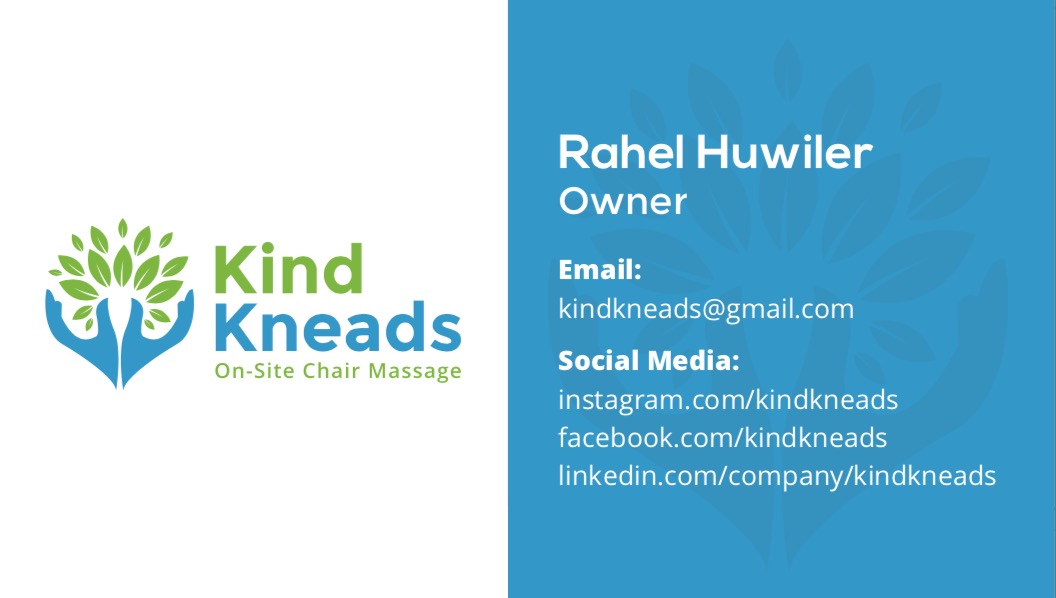 Kind
Kneads
On-Site Chair Massage
Rahel Huwiler
Owner
Email:
kindkneads@gmail.com
Social Media:
instagram.com/kindkneads
facebook.com/kindkneads
linkedin.com/company/kindkneads